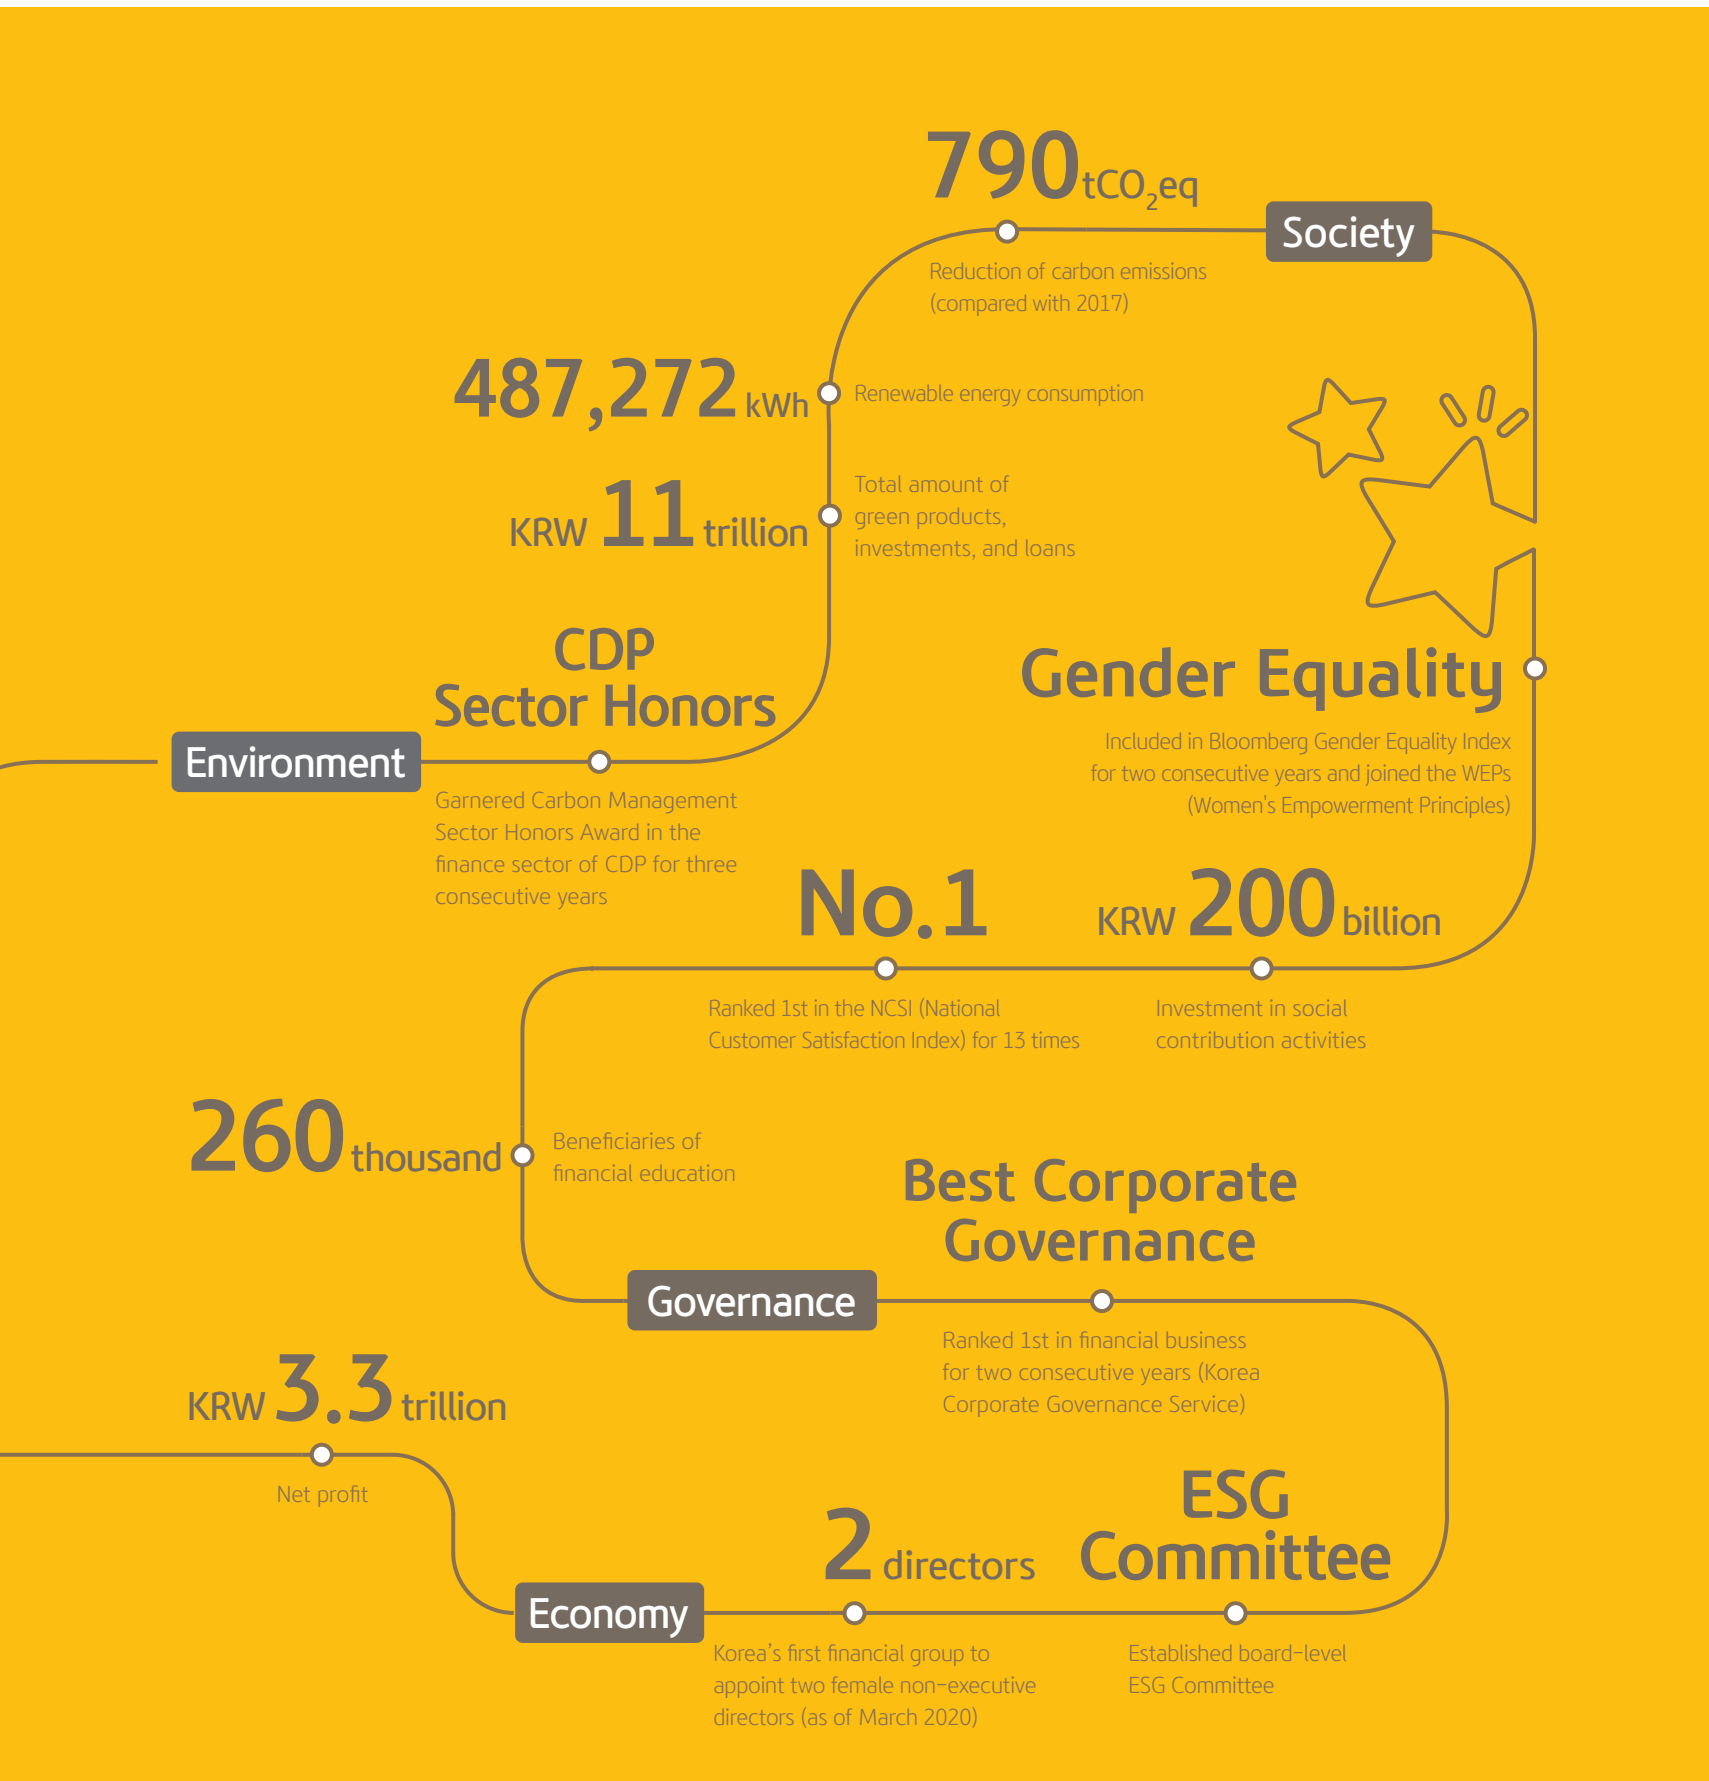 Environment
CDP
Sector Honors
Garnered Carbon Management
Sector Honors Award in the
finance sector of CDP for three
consecutive years
KRW 11 trillion
Total amount of
green products,
investments, and loans
487,272 kWh
Renewable energy consumption
790 tCO₂eq
Reduction of carbon emissions
(compared with 2017)
Society
Gender Equality
Included in Bloomberg Gender Equality Index
for two consecutive years and joined the WEPs
(Women's Empowerment Principles)
KRW 200 billion
Investment in social
contribution activities
No.1
Ranked 1st in the NCSI (National
Customer Satisfaction Index) for 13 times
260 thousand
Beneficiaries of
financial education
Governance
Best Corporate
Governance
Ranked 1st in financial business
for two consecutive years (Korea
Corporate Governance Service)
ESG
Committee
Established board-level
ESG Committee
2 directors
Korea's first financial group to
appoint two female non-executive
directors (as of March 2020)
Economy
KRW 3.3 trillion
Net profit